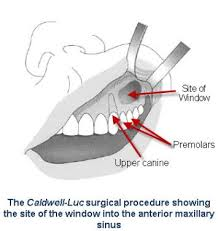 Site of
Window
Premolars
Upper canine
The Caldwell-Luc surgical procedure showing
the site of the window into the anterior maxillary
sinus